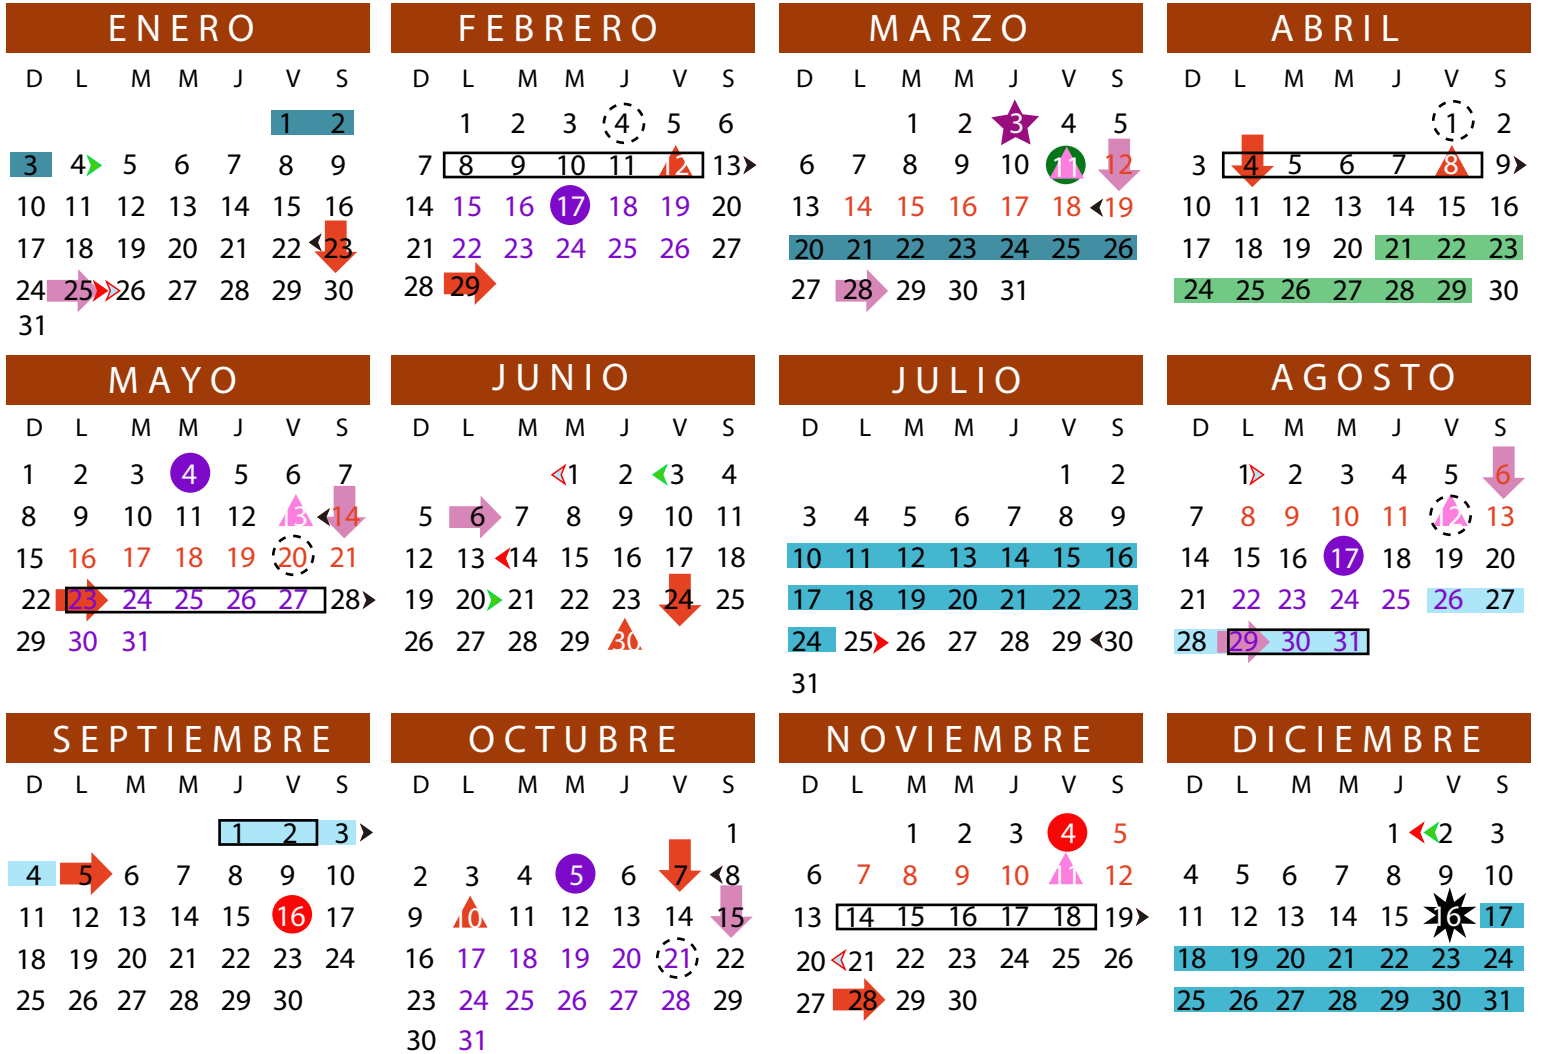 ENERO
D L M M J V S
1 2
3 4 5 6 7 8 9
10 11 12 13 14 15 16
17 18 19 20 21 22 23
24 25 26 27 28 29 30
31
FEBRERO
D L M M J V S
1 2 3 4 5 6
7 8 9 10 11 12 13
14 15 16 17 18 19 20
21 22 23 24 25 26 27
28 29
MARZO
D L M M J V S
1 2 3 4 5
6 7 8 9 10 11 12
13 14 15 16 17 18 19
20 21 22 23 24 25 26
27 28 29 30 31
ABRIL
D L M M J V S
1 2
3 4 5 6 7 8 9
10 11 12 13 14 15 16
17 18 19 20 21 22 23
24 25 26 27 28 29 30
MAYO
D L M M J V S
1 2 3 4 5 6 7
8 9 10 11 12 13 14
15 16 17 18 19 20 21
22 23 24 25 26 27 28
29 30 31
JUNIO
D L M M J V S
1 2 3 4
5 6 7 8 9 10 11
12 13 14 15 16 17 18
19 20 21 22 23 24 25
26 27 28 29 30
JULIO
D L M M J V S
1 2
3 4 5 6 7 8 9
10 11 12 13 14 15 16
17 18 19 20 21 22 23
24 25 26 27 28 29 30
31
AGOSTO
D L M M J V S
1 2 3 4 5 6
7 8 9 10 11 12 13
14 15 16 17 18 19 20
21 22 23 24 25 26 27
28 29 30 31
SEPTIEMBRE
D L M M J V S
1 2 3
4 5 6 7 8 9 10
11 12 13 14 15 16 17
18 19 20 21 22 23 24
25 26 27 28 29 30
OCTUBRE
D L M M J V S
1
2 3 4 5 6 7 8
9 10 11 12 13 14 15
16 17 18 19 20 21 22
23 24 25 26 27 28 29
30 31
NOVIEMBRE
D L M M J V S
1 2 3 4 5
6 7 8 9 10 11 12
13 14 15 16 17 18 19
20 21 22 23 24 25 26
27 28 29 30
DICIEMBRE
D L M M J V S
1 2 3
4 5 6 7 8 9 10
11 12 13 14 15 16 17
18 19 20 21 22 23 24
25 26 27 28 29 30 31